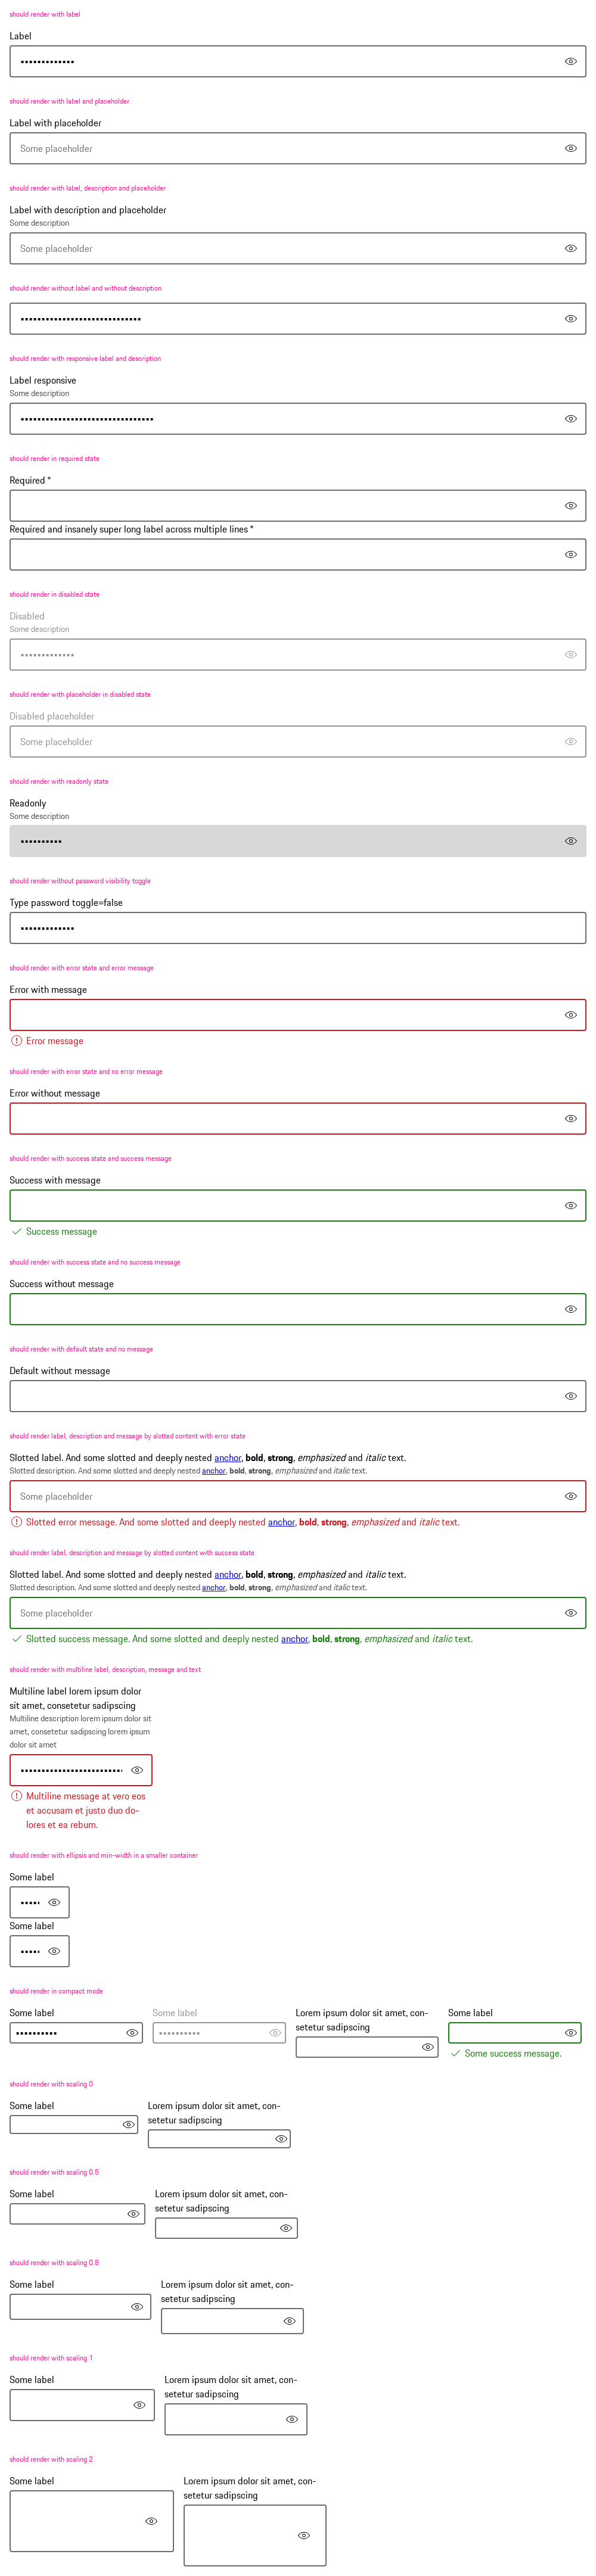 should render with label
Label
•••••••••••••
should render with label and placeholder
Label with placeholder
Some placeholder
should render with label, description and placeholder
Label with description and placeholder
Some description
Some placeholder
should render without label and without description
•••••••••••••••••••••••••••••
should render with responsive label and description
Label responsive
Some description
••••••••••••••••••••••••••••••••
should render in required state
Required *
Required and insanely super long label across multiple lines *
should render in disabled state
Disabled
Some description
•••••••••••••
should render with placeholder in disabled state
Disabled placeholder
Some placeholder
should render with readonly state
Readonly
Some description
••••••••••
should render without password visibility toggle
Type password toggle=false
•••••••••••••
should render with error state and error message
Error with message
Error message
should render with error state and no error message
Error without message
should render with success state and success message
Success with message
Success message
should render with success state and no success message
Success without message
should render with default state and no message
Default without message
should render label, description and message by slotted content with error state
Slotted label. And some slotted and deeply nested anchor, bold, strong, emphasized and italic text.
Slotted description. And some slotted and deeply nested anchor, bold, strong, emphasized and italic text.
Some placeholder
Slotted error message. And some slotted and deeply nested anchor, bold, strong, emphasized and italic text.
should render label, description and message by slotted content with success state
Slotted label. And some slotted and deeply nested anchor, bold, strong, emphasized and italic text.
Slotted description. And some slotted and deeply nested anchor, bold, strong, emphasized and italic text.
Some placeholder
Slotted success message. And some slotted and deeply nested anchor, bold, strong, emphasized and italic text.
should render with multiline label, description, message and text
Multiline label lorem ipsum dolor
sit amet, consetetur sadipscing
Multiline description lorem ipsum dolor sit
amet, consetetur sadipscing lorem ipsum
dolor sit amet
•••••••••••••••••••••••••
Multiline message at vero eos
et accusam et justo duo do-
lores et ea rebum.
should render with ellipsis and min-width in a smaller container
Some label
•••••
Some label
•••••
should render in compact mode
Some label
••••••••••
Some label
••••••••••
Lorem ipsum dolor sit amet, con-
setetur sadipscing
Some label
Some success message.
should render with scaling 0
Some label
Lorem ipsum dolor sit amet, con-
setetur sadipscing
should render with scaling 0.5
Some label
Lorem ipsum dolor sit amet, con-
setetur sadipscing
should render with scaling 0.8
Some label
Lorem ipsum dolor sit amet, con-
setetur sadipscing
should render with scaling 1
Some label
Lorem ipsum dolor sit amet, con-
setetur sadipscing
should render with scaling 2
Some label
Lorem ipsum dolor sit amet, con-
setetur sadipscing